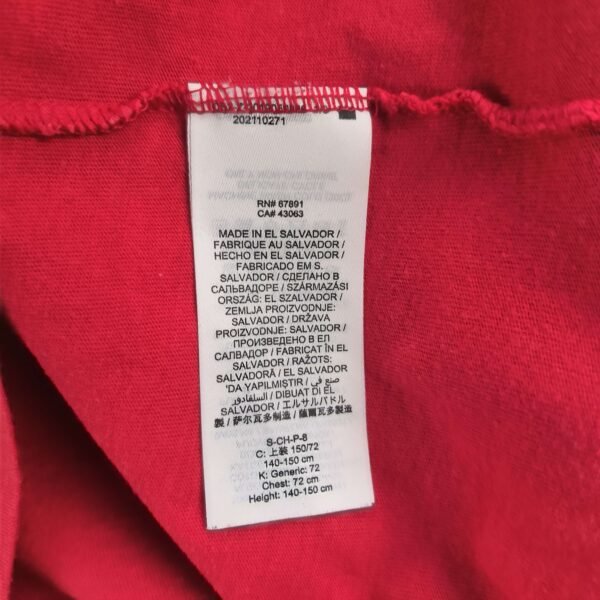 202110271
RN# 67891
CA# 43063
MADE IN EL SALVADOR /
FABRIQUE AU SALVADOR /
HECHO EN EL SALVADOR /
FABRICADO EM S.
SALVADOR / СДЕЛАНО В
САЛЬВАДОРЕ / SZÁRMAZÁSI
ORSZÁG: EL SZALVADOR /
ZEMLJA PROIZVODNJE:
SALVADOR / DRŽAVA
PROIZVODNJE: SALVADOR /
ПРОИЗВЕДЕНО В ЕЛ
САЛВАДОР / FABRICAT ÎN EL
SALVADOR / RAŽOTS:
SALVADORĀ / EL SALVADOR
'DA YAPILMIŞTIR / صنع في
السلفادور / DIBUAT DI EL
SALVADOR / エルサルバドル
製 / 萨尔瓦多制造 / 薩爾瓦多製造
S-CH-P-8
C: 上装 150/72
140-150 cm
K: Generic: 72
Chest: 72 cm
Height: 140-150 cm